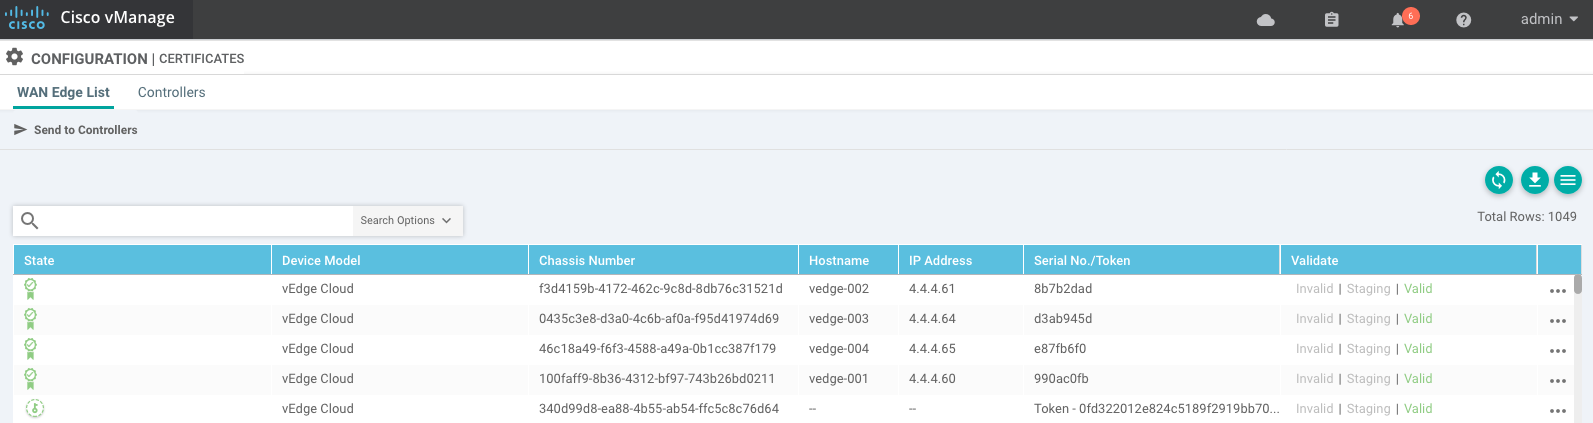 CISCO Cisco vManage 6 admin
CONFIGURATION | CERTIFICATES
WAN Edge List Controllers
Send to Controllers
Search Options Total Rows: 1049
State Device Model Chassis Number Hostname IP Address Serial No./Token Validate
vEdge Cloud f3d4159b-4172-462c-9c8d-8db76c31521d vedge-002 4.4.4.61 8b7b2dad Invalid | Staging | Valid
vEdge Cloud 0435c3e8-d3a0-4c6b-af0a-f95d41974d69 vedge-003 4.4.4.64 d3ab945d Invalid | Staging | Valid
vEdge Cloud 46c18a49-f6f3-4588-a49a-0b1cc387f179 vedge-004 4.4.4.65 e87fb6f0 Invalid | Staging | Valid
vEdge Cloud 100faff9-8b36-4312-bf97-743b26bd0211 vedge-001 4.4.4.60 990ac0fb Invalid | Staging | Valid
vEdge Cloud 340d99d8-ea88-4b55-ab54-ffc5c8c76d64 -- -- Token - 0fd322012e824c5189f2919bb70... Invalid | Staging | Valid